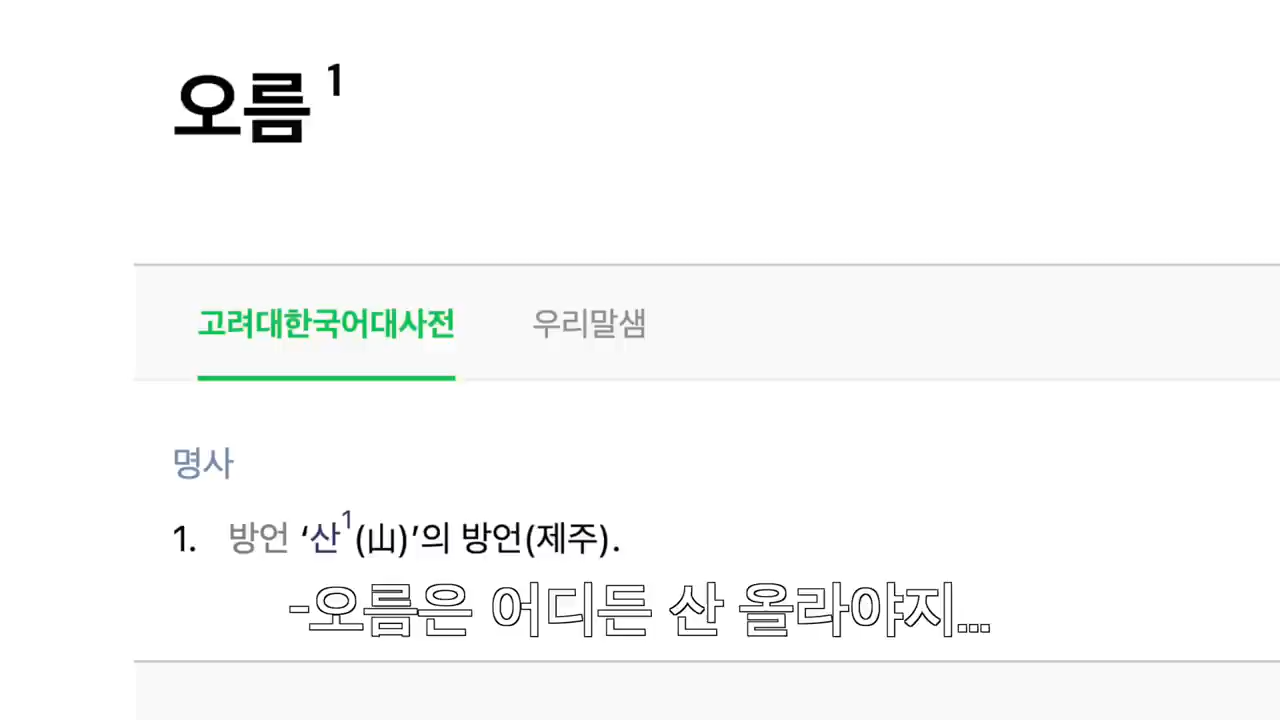 오름¹
고려대한국어대사전 우리말샘
명사
1. 방언 ‘산¹(山)’의 방언(제주).
-오름은 어디든 산 올라야지...